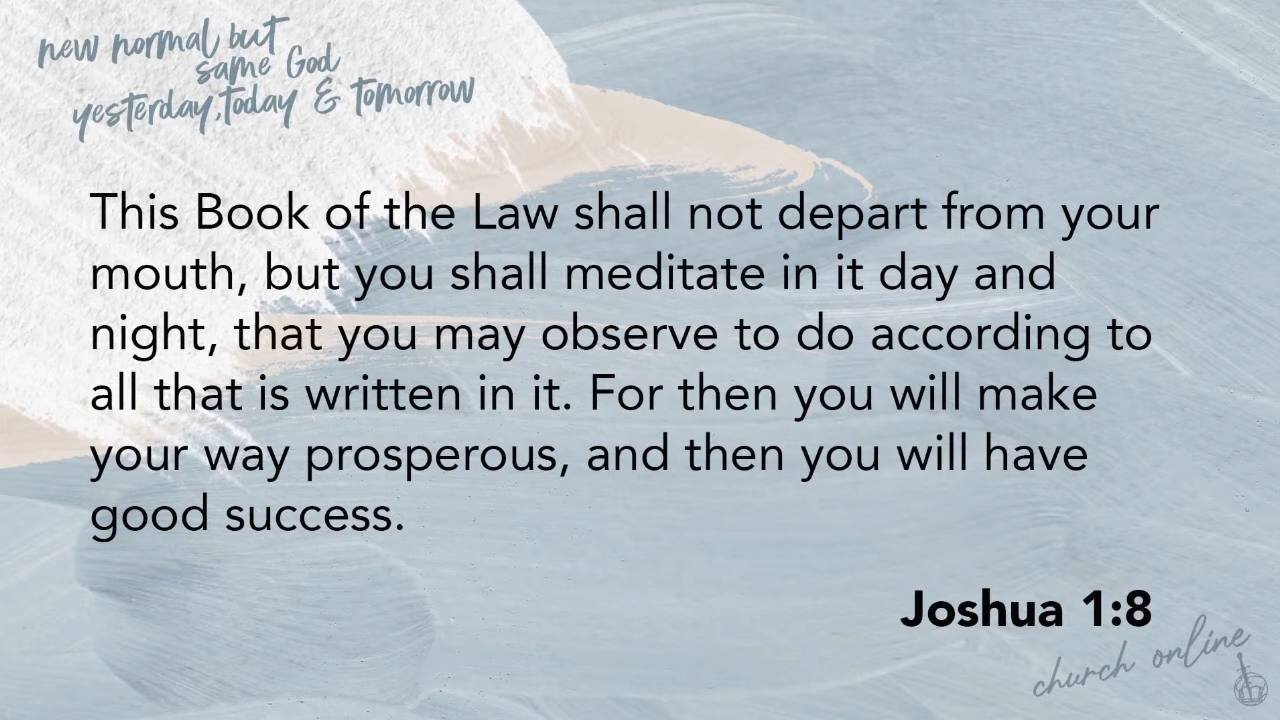 new normal but
same God
yesterday, today & tomorrow
This Book of the Law shall not depart from your
mouth, but you shall meditate in it day and
night, that you may observe to do according to
all that is written in it. For then you will make
your way prosperous, and then you will have
good success.
Joshua 1:8
church online